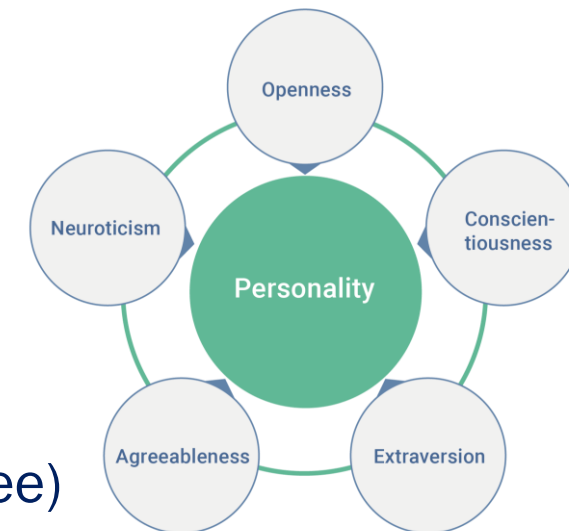 Openness
Neuroticism
Conscien-
tiousness
Personality
Agreeableness
Extraversion
ee)